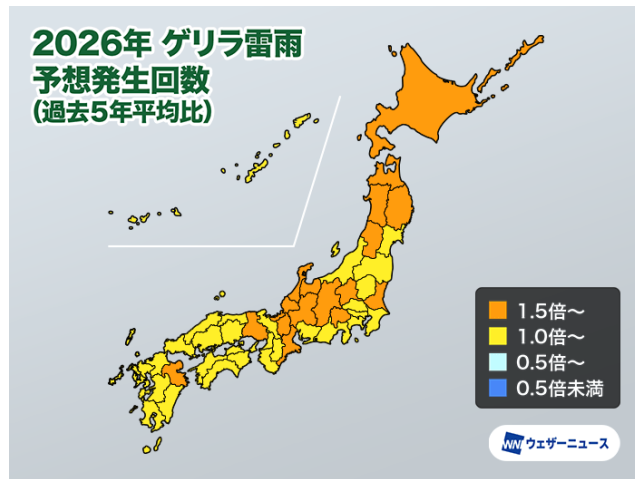 2026年 ゲリラ雷雨
予想発生回数
(過去5年平均比)
1.5倍〜
1.0倍〜
0.5倍〜
0.5倍未満
WN ウェザーニュース